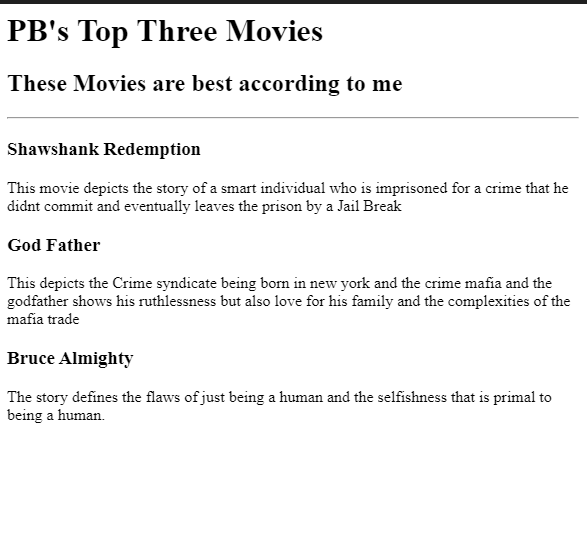 PB's Top Three Movies
These Movies are best according to me
Shawshank Redemption
This movie depicts the story of a smart individual who is imprisoned for a crime that he
didnt commit and eventually leaves the prison by a Jail Break
God Father
This depicts the Crime syndicate being born in new york and the crime mafia and the
godfather shows his ruthlessness but also love for his family and the complexities of the
mafia trade
Bruce Almighty
The story defines the flaws of just being a human and the selfishness that is primal to
being a human.